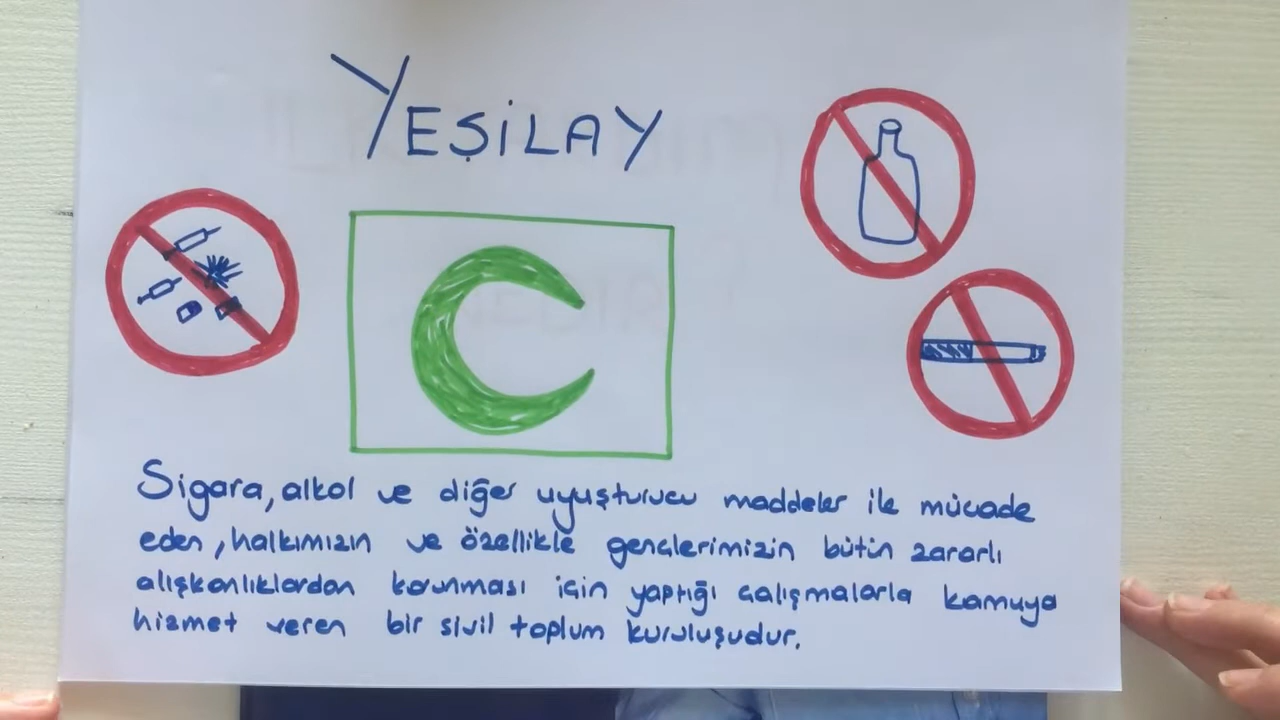 YEŞİLAY
Sigara, alkol ve diğer uyuşturucu maddeler ile mücade
eden, halkımızın ve özellikle gençlerimizin bütün zararlı
alışkanlıklardan korunması için yaptığı çalışmalarla kamuya
hizmet veren bir sivil toplum kuruluşudur.